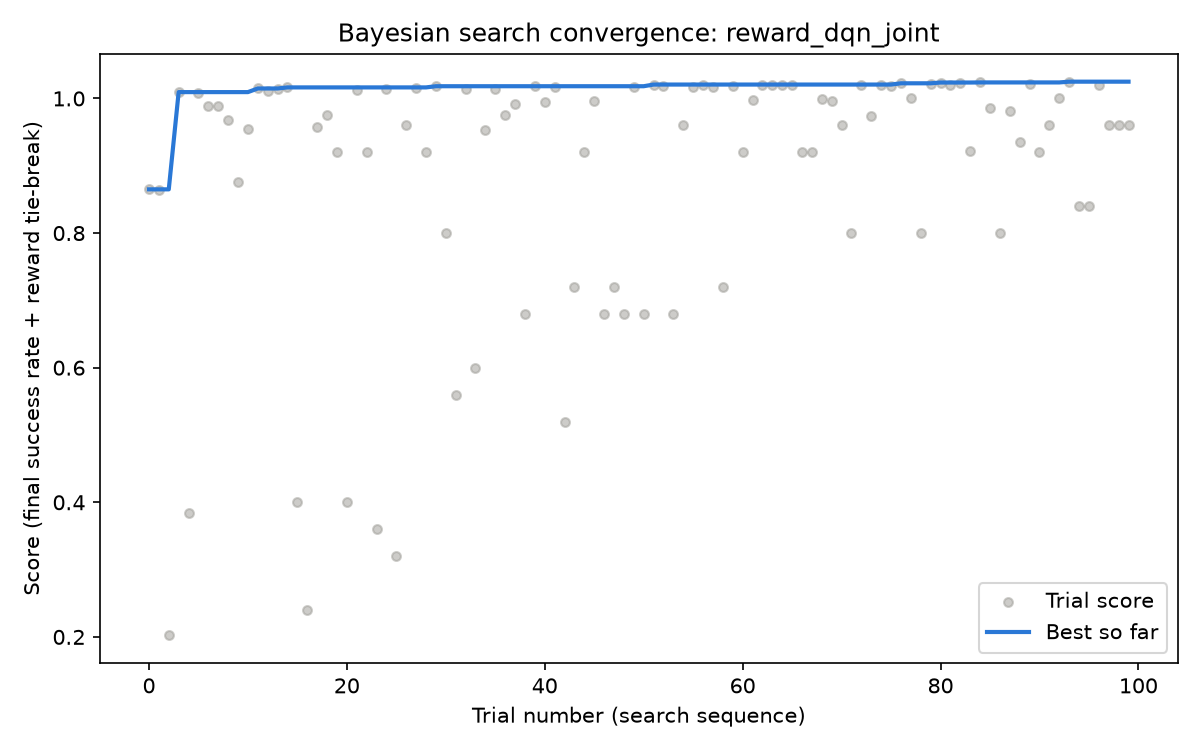 Bayesian search convergence: reward_dqn_joint
Score (final success rate + reward tie-break)
1.0
0.8
0.6
0.4
0.2
0 20 40 60 80 100
Trial number (search sequence)
Trial score
Best so far